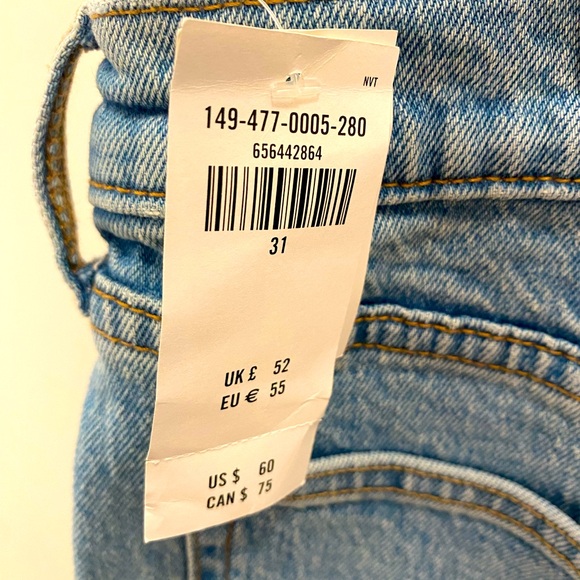 NVT
149-477-0005-280
656442864
31
UK £ 52
EU € 55
US $ 60
CAN $ 75